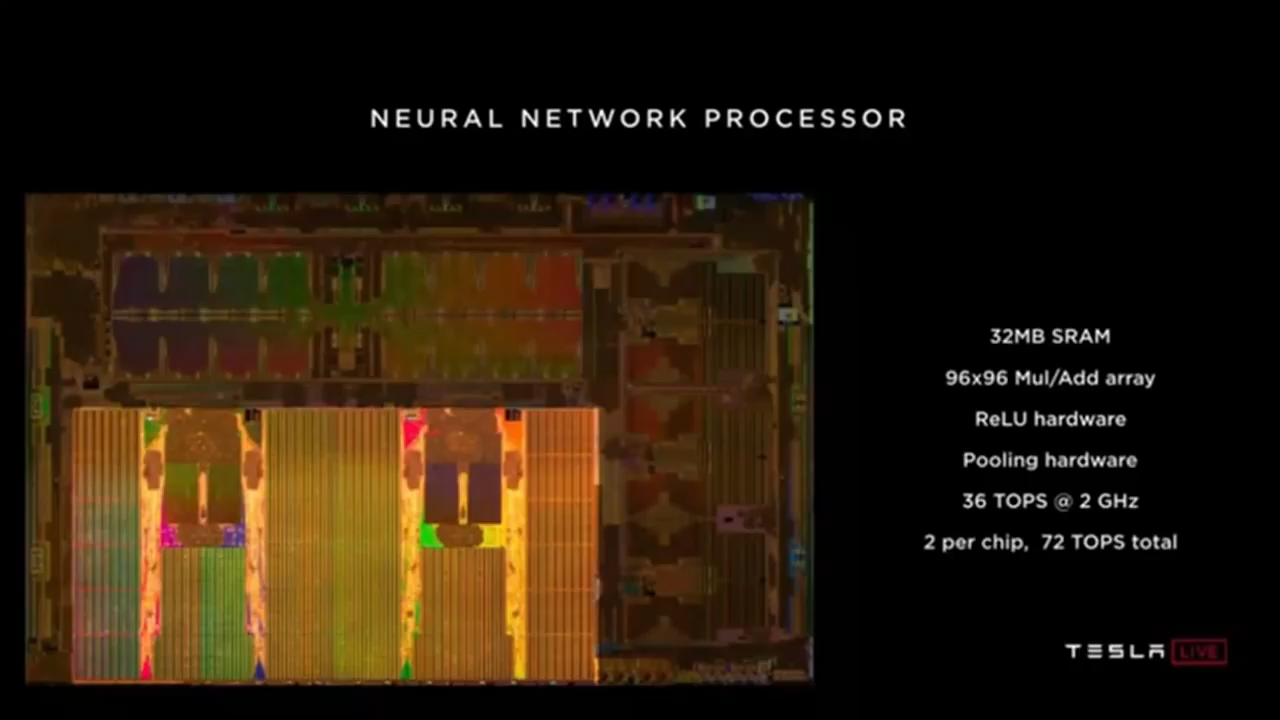 NEURAL NETWORK PROCESSOR
32MB SRAM
96x96 Mul/Add array
ReLU hardware
Pooling hardware
36 TOPS @ 2 GHz
2 per chip, 72 TOPS total
TESLA LIVE